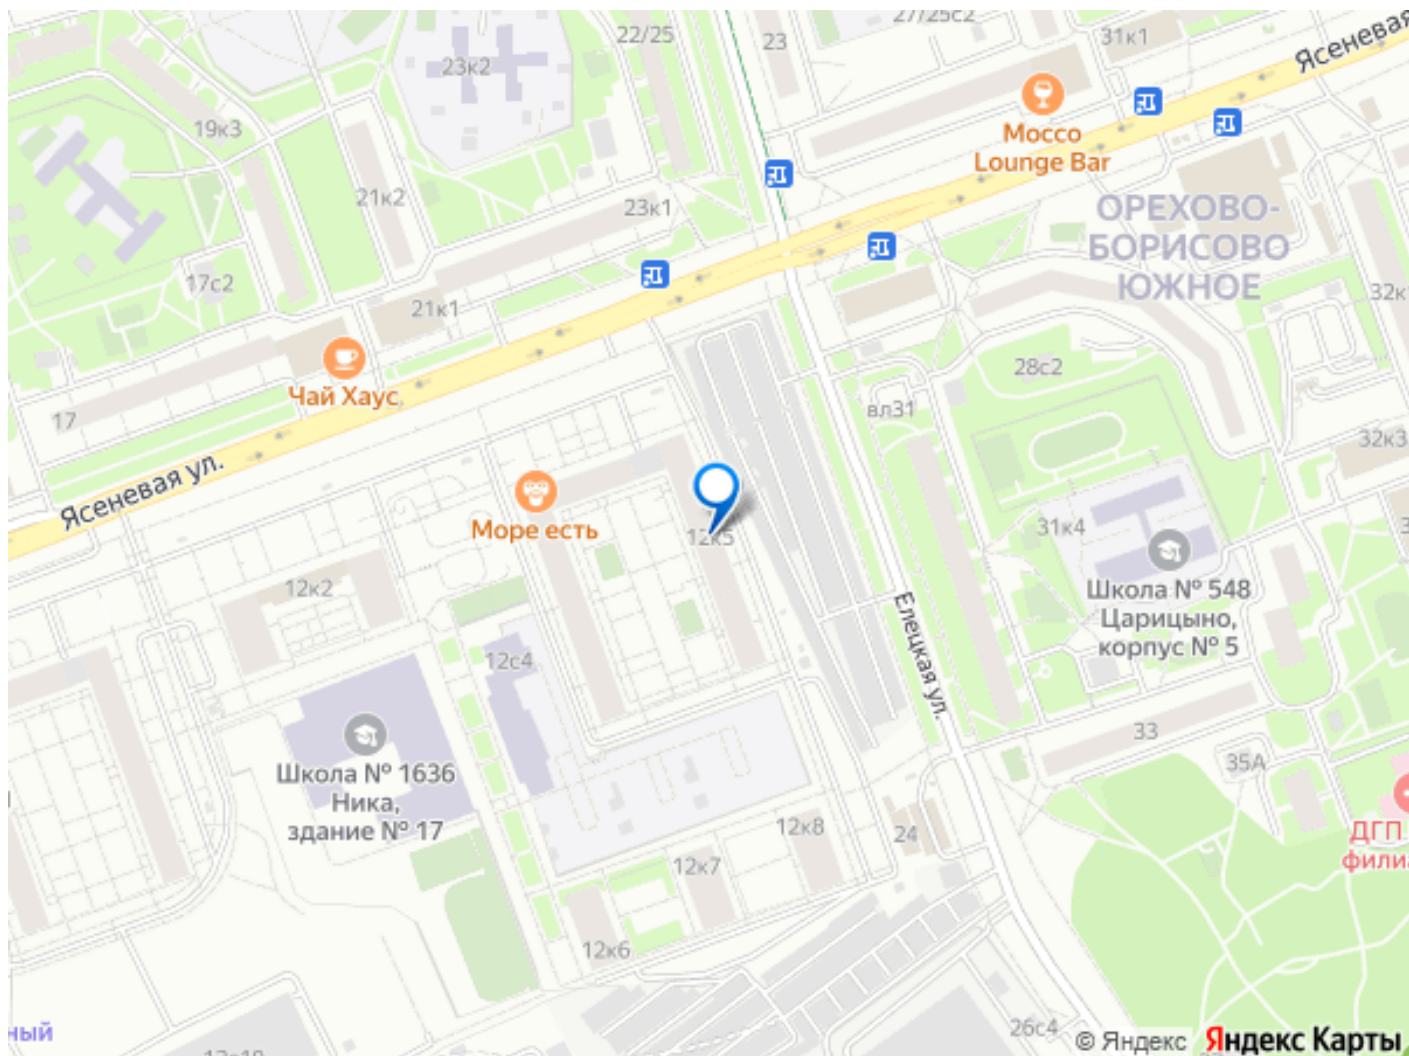 27/25с2
22/25
23
31к1
Ясеневая
23к2
Моссо
Lounge Bar
19к3
21к2
23к1
ОРЕХОВО-
БОРИСОВО
ЮЖНОЕ
17с2
21к1
32к
28с2
Чай Хаус
17
вл31
32к3
Ясеневая ул.
Море есть
12к5
31к4
12к2
Школа № 548
Царицыно,
корпус № 5
Елецкая ул.
12с4
33
Школа № 1636
Ника,
здание № 17
35А
12к8
24
ДГП
12к7
12к6
26с4
ный
© Яндекс Яндекс Карты